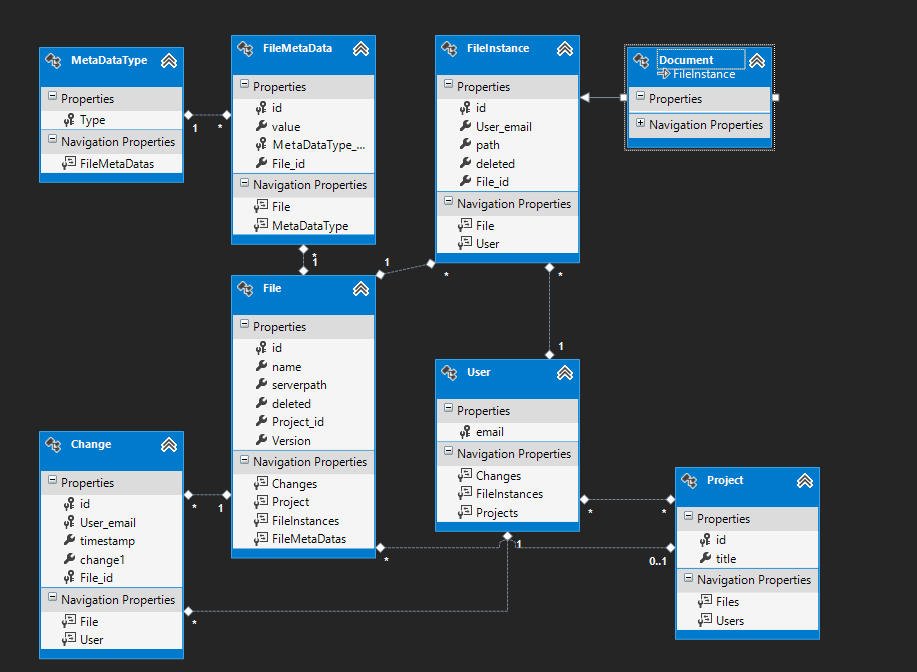 MetaDataType
Properties
Type
Navigation Properties
FileMetaDatas
1
*
FileMetaData
Properties
id
value
MetaDataType_...
File_id
Navigation Properties
File
MetaDataType
*
1
FileInstance
Properties
id
User_email
path
deleted
File_id
Navigation Properties
File
User
Document
FileInstance
Properties
Navigation Properties
1
*
*
1
File
Properties
id
name
serverpath
deleted
Project_id
Version
Navigation Properties
Changes
Project
FileInstances
FileMetaDatas
User
Properties
email
Navigation Properties
Changes
FileInstances
Projects
Change
Properties
id
User_email
timestamp
change1
File_id
Navigation Properties
File
User
*
1
*
*
*
0..1
1
*
Project
Properties
id
title
Navigation Properties
Files
Users